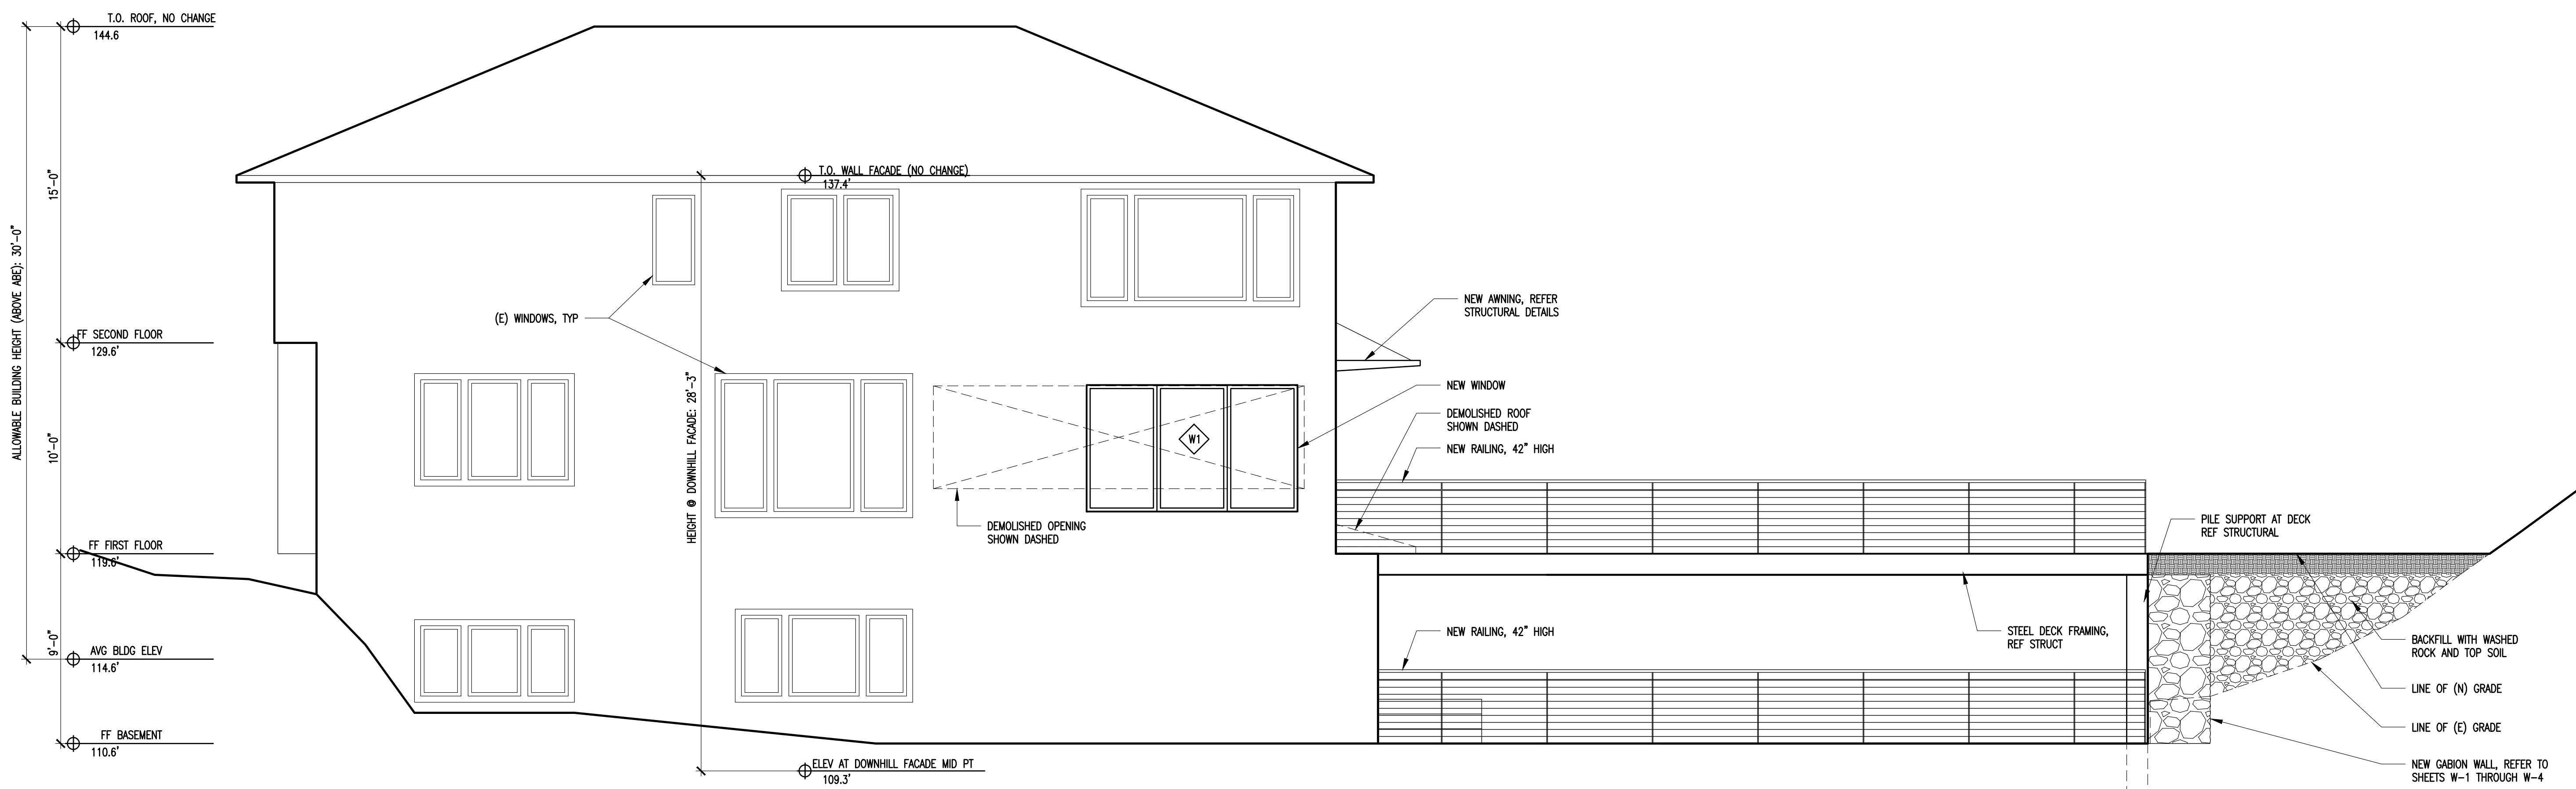 T.O. ROOF, NO CHANGE
144.6
15'-0"
ALLOWABLE BUILDING HEIGHT (ABOVE ABE): 30'-0"
FF SECOND FLOOR
129.6'
10'-0"
FF FIRST FLOOR
119.6'
9'-0"
AVG BLDG ELEV
114.6'
FF BASEMENT
110.6'
T.O. WALL FACADE (NO CHANGE)
137.4'
(E) WINDOWS, TYP
HEIGHT @ DOWNHILL FACADE: 28'-3"
W1
DEMOLISHED OPENING
SHOWN DASHED
ELEV AT DOWNHILL FACADE MID PT
109.3'
NEW AWNING, REFER
STRUCTURAL DETAILS
NEW WINDOW
DEMOLISHED ROOF
SHOWN DASHED
NEW RAILING, 42" HIGH
NEW RAILING, 42" HIGH
PILE SUPPORT AT DECK
REF STRUCTURAL
STEEL DECK FRAMING,
REF STRUCT
BACKFILL WITH WASHED
ROCK AND TOP SOIL
LINE OF (N) GRADE
LINE OF (E) GRADE
NEW GABION WALL, REFER TO
SHEETS W-1 THROUGH W-4